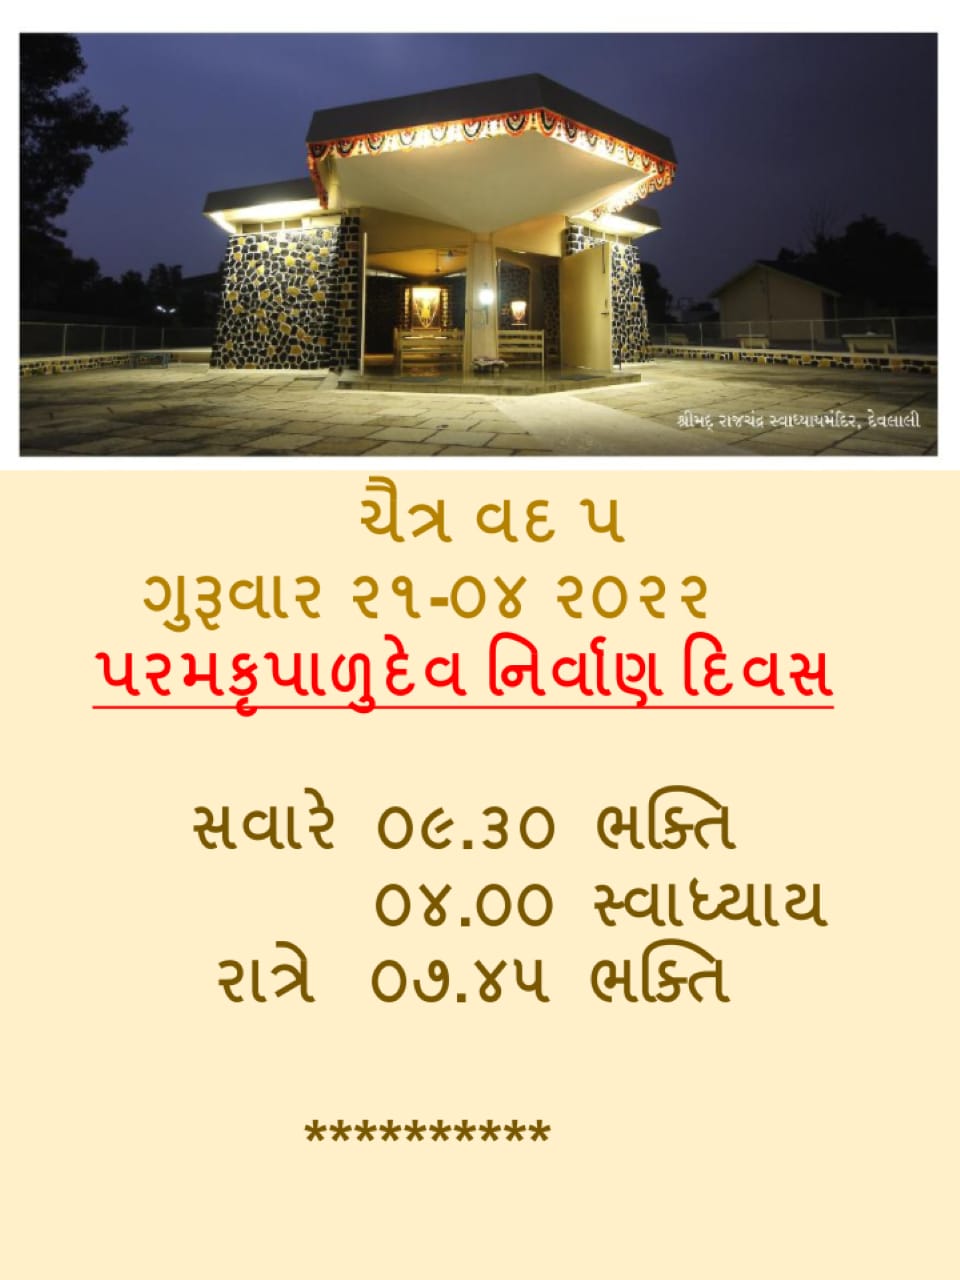 શ્રીમદ્ રાજચંદ્ર સ્વાધ્યાયમંદિર, દેવલાલી
ચૈત્ર વદ ૫
ગુરૂવાર ૨૧-૦૪ ૨૦૨૨
પરમકૃપાળુદેવ નિર્વાણ દિવસ
સવારે ૦૯.૩૦ ભક્તિ
૦૪.૦૦ સ્વાધ્યાય
રાત્રે ૦૭.૪૫ ભક્તિ
**********